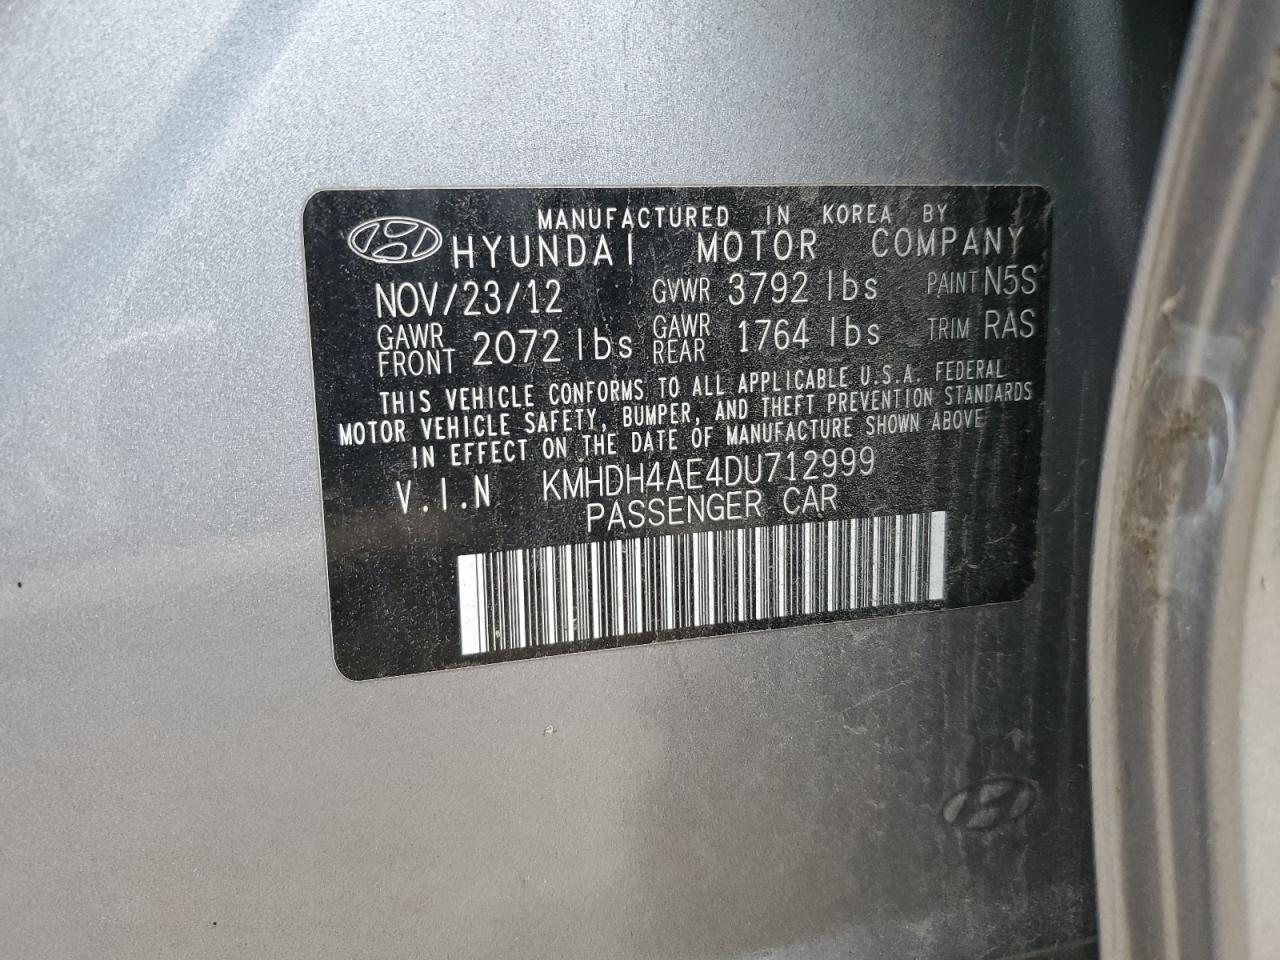 MANUFACTURED IN KOREA BY
HYUNDAI MOTOR COMPANY
NOV/23/12 GVWR 3792 lbs PAINT N5S
GAWR FRONT 2072 lbs GAWR REAR 1764 lbs TRIM RAS
THIS VEHICLE CONFORMS TO ALL APPLICABLE U.S.A. FEDERAL
MOTOR VEHICLE SAFETY, BUMPER, AND THEFT PREVENTION STANDARDS
IN EFFECT ON THE DATE OF MANUFACTURE SHOWN ABOVE
V.I.N KMHDH4AE4DU712999
PASSENGER CAR